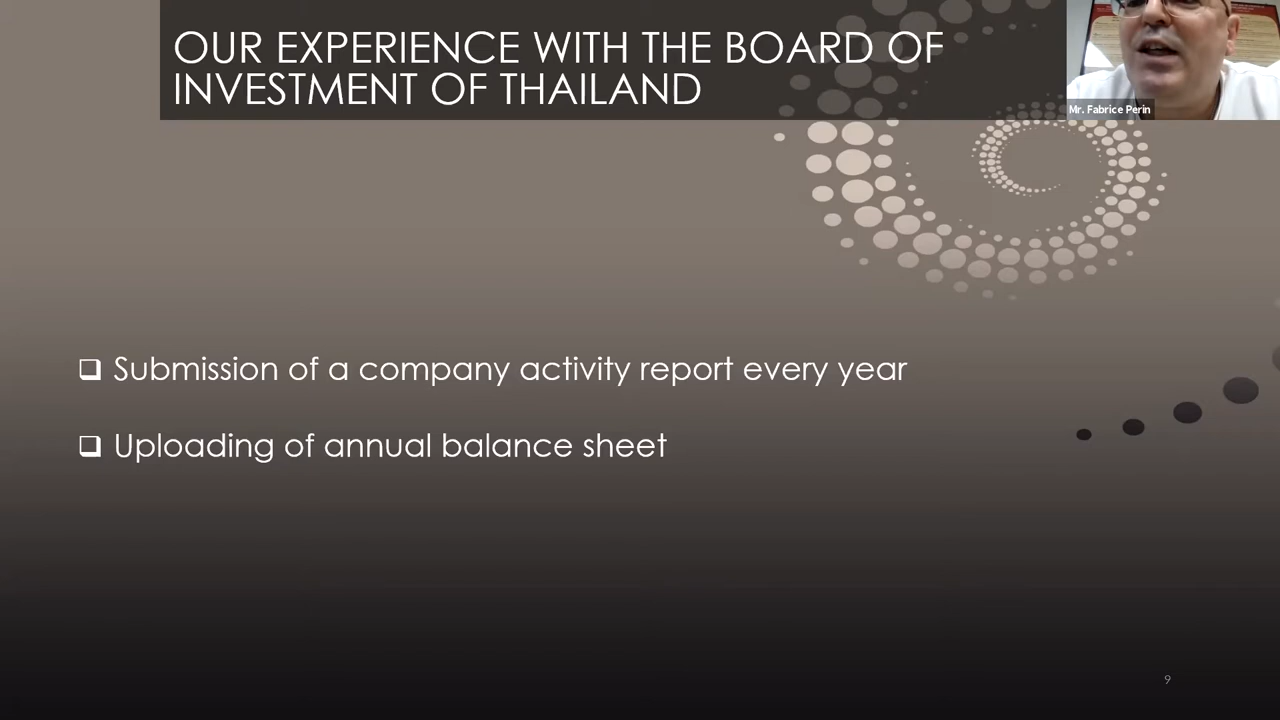 OUR EXPERIENCE WITH THE BOARD OF
INVESTMENT OF THAILAND
Mr. Fabrice Perin
Submission of a company activity report every year
Uploading of annual balance sheet
9